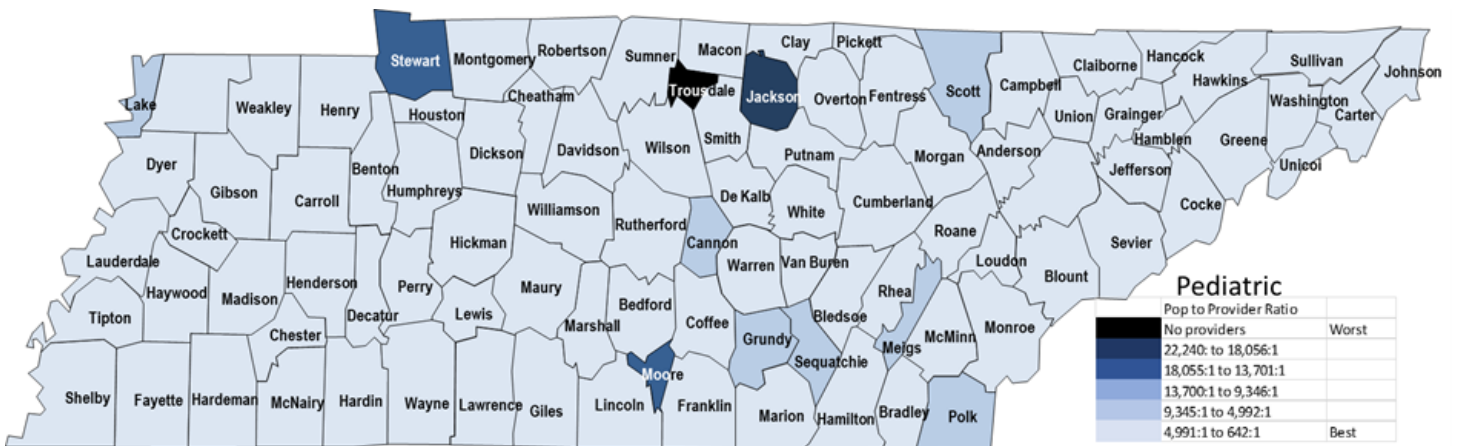 Stewart
Montgomery
Robertson
Sumner
Macon
Clay
Pickett
Scott
Campbell
Claiborne
Hancock
Hawkins
Sullivan
Johnson
Lake
Weakley
Henry
Houston
Cheatham
Trousdale
Jackson
Overton
Fentress
Union
Grainger
Hamblen
Washington
Carter
Greene
Unicoi
Dyer
Gibson
Carroll
Benton
Humphreys
Dickson
Davidson
Wilson
Smith
Putnam
Morgan
Anderson
Jefferson
Cocke
Crockett
Williamson
Rutherford
De Kalb
White
Cumberland
Roane
Loudon
Blount
Sevier
Lauderdale
Haywood
Madison
Henderson
Decatur
Perry
Hickman
Lewis
Maury
Cannon
Warren
Van Buren
Rhea
Tipton
Chester
Marshall
Bedford
Coffee
Grundy
Bledsoe
Sequatchie
Meigs
McMinn
Monroe
Shelby
Fayette
Hardeman
McNairy
Hardin
Wayne
Lawrence
Giles
Lincoln
Moore
Franklin
Marion
Hamilton
Bradley
Polk
Pediatric
Pop to Provider Ratio
No providers Worst
22,240: to 18,056:1
18,055:1 to 13,701:1
13,700:1 to 9,346:1
9,345:1 to 4,992:1
4,991:1 to 642:1 Best